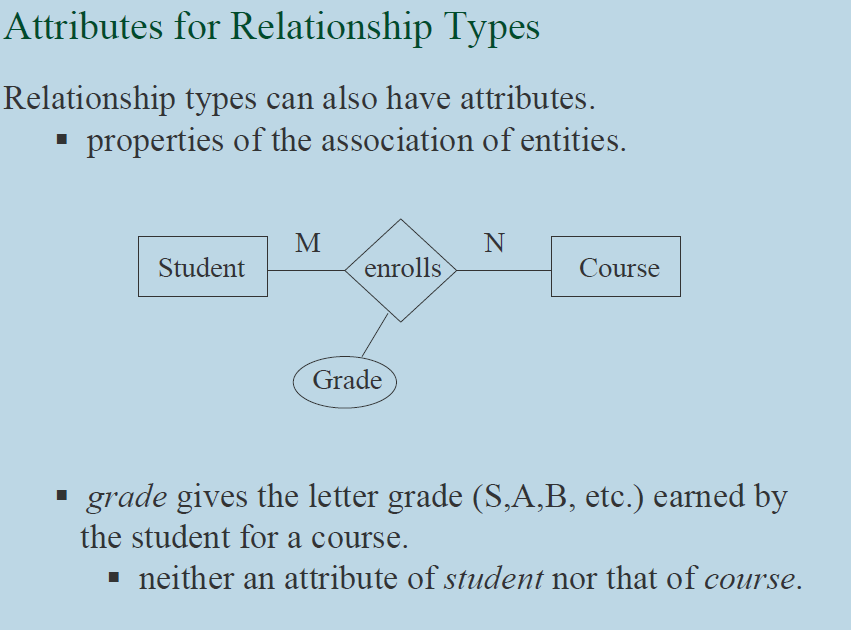 Attributes for Relationship Types
Relationship types can also have attributes.
▪ properties of the association of entities.
M
N
Student
enrolls
Course
Grade
▪ grade gives the letter grade (S,A,B, etc.) earned by
the student for a course.
▪ neither an attribute of student nor that of course.